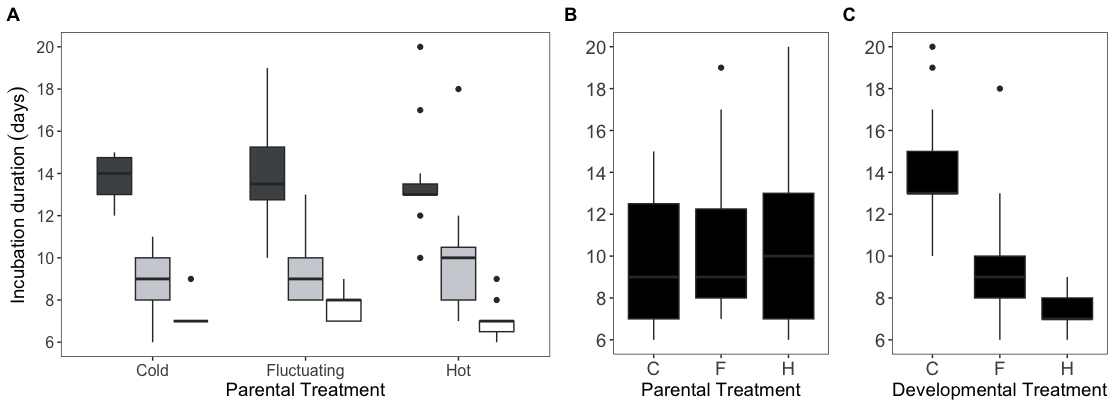 A
Incubation duration (days)
20
18
16
14
12
10
8
6
Cold Fluctuating Hot
Parental Treatment
B
20
18
16
14
12
10
8
6
C F H
Parental Treatment
C
20
18
16
14
12
10
8
6
C F H
Developmental Treatment